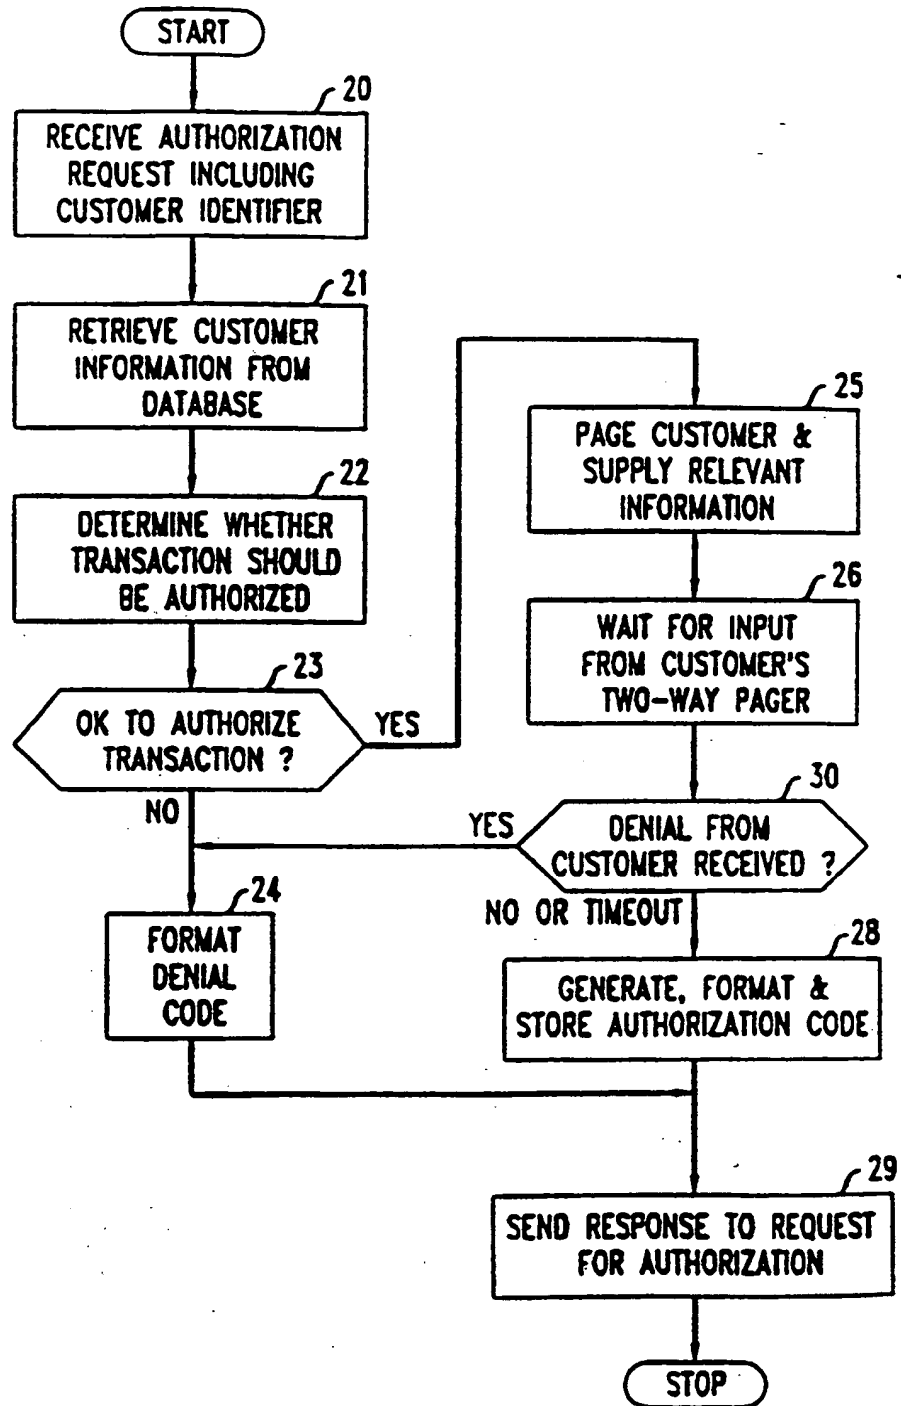 START
20
RECEIVE AUTHORIZATION
REQUEST INCLUDING
CUSTOMER IDENTIFIER
21
RETRIEVE CUSTOMER
INFORMATION FROM
DATABASE
22
DETERMINE WHETHER
TRANSACTION SHOULD
BE AUTHORIZED
23
OK TO AUTHORIZE
TRANSACTION ?
YES
NO
24
FORMAT
DENIAL
CODE
25
PAGE CUSTOMER &
SUPPLY RELEVANT
INFORMATION
26
WAIT FOR INPUT
FROM CUSTOMER'S
TWO-WAY PAGER
30
DENIAL FROM
CUSTOMER RECEIVED ?
YES
NO OR TIMEOUT
28
GENERATE, FORMAT &
STORE AUTHORIZATION CODE
29
SEND RESPONSE TO REQUEST
FOR AUTHORIZATION
STOP